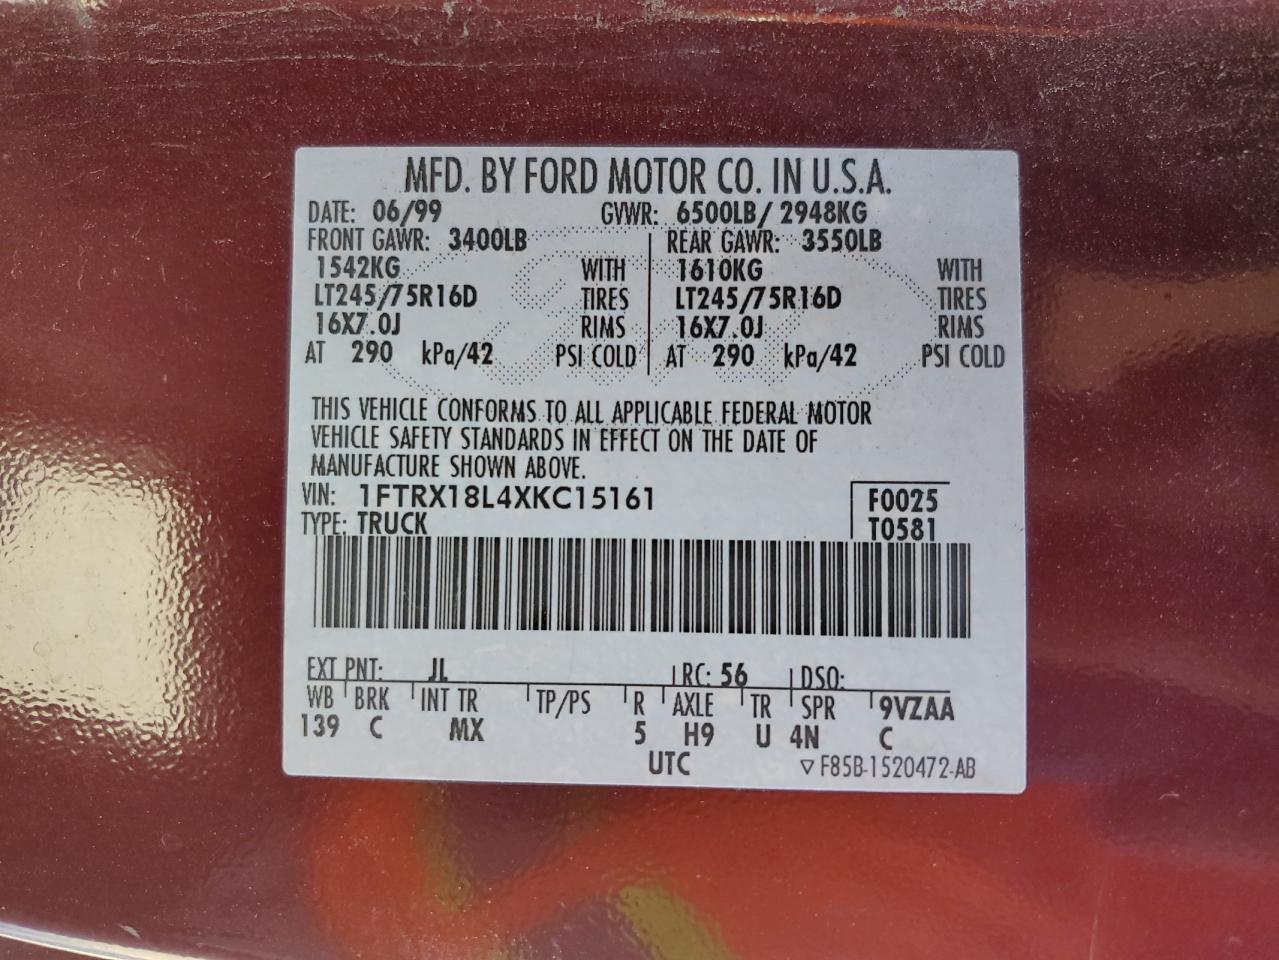 MFD. BY FORD MOTOR CO. IN U.S.A.
DATE: 06/99 GVWR: 6500LB/ 2948KG
FRONT GAWR: 3400LB REAR GAWR: 3550LB
1542KG WITH 1610KG WITH
LT245/75R16D TIRES LT245/75R16D TIRES
16X7.0J RIMS 16X7.0J RIMS
AT 290 kPa/42 PSI COLD AT 290 kPa/42 PSI COLD
THIS VEHICLE CONFORMS TO ALL APPLICABLE FEDERAL MOTOR
VEHICLE SAFETY STANDARDS IN EFFECT ON THE DATE OF
MANUFACTURE SHOWN ABOVE.
VIN: 1FTRX18L4XKC15161 F0025
TYPE: TRUCK T0581
EXT PNT: JL RC: 56 DSO:
WB BRK INT TR TP/PS R AXLE TR SPR 9VZAA
139 C MX 5 H9 U 4N C
UTC ▽ F85B-1520472-AB